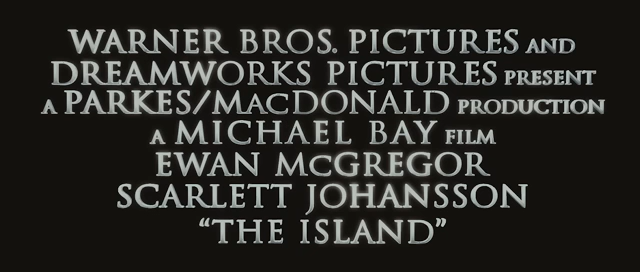 WARNER BROS. PICTURES AND
DREAMWORKS PICTURES PRESENT
A PARKES/MACDONALD PRODUCTION
A MICHAEL BAY FILM
EWAN MCGREGOR
SCARLETT JOHANSSON
“THE ISLAND”